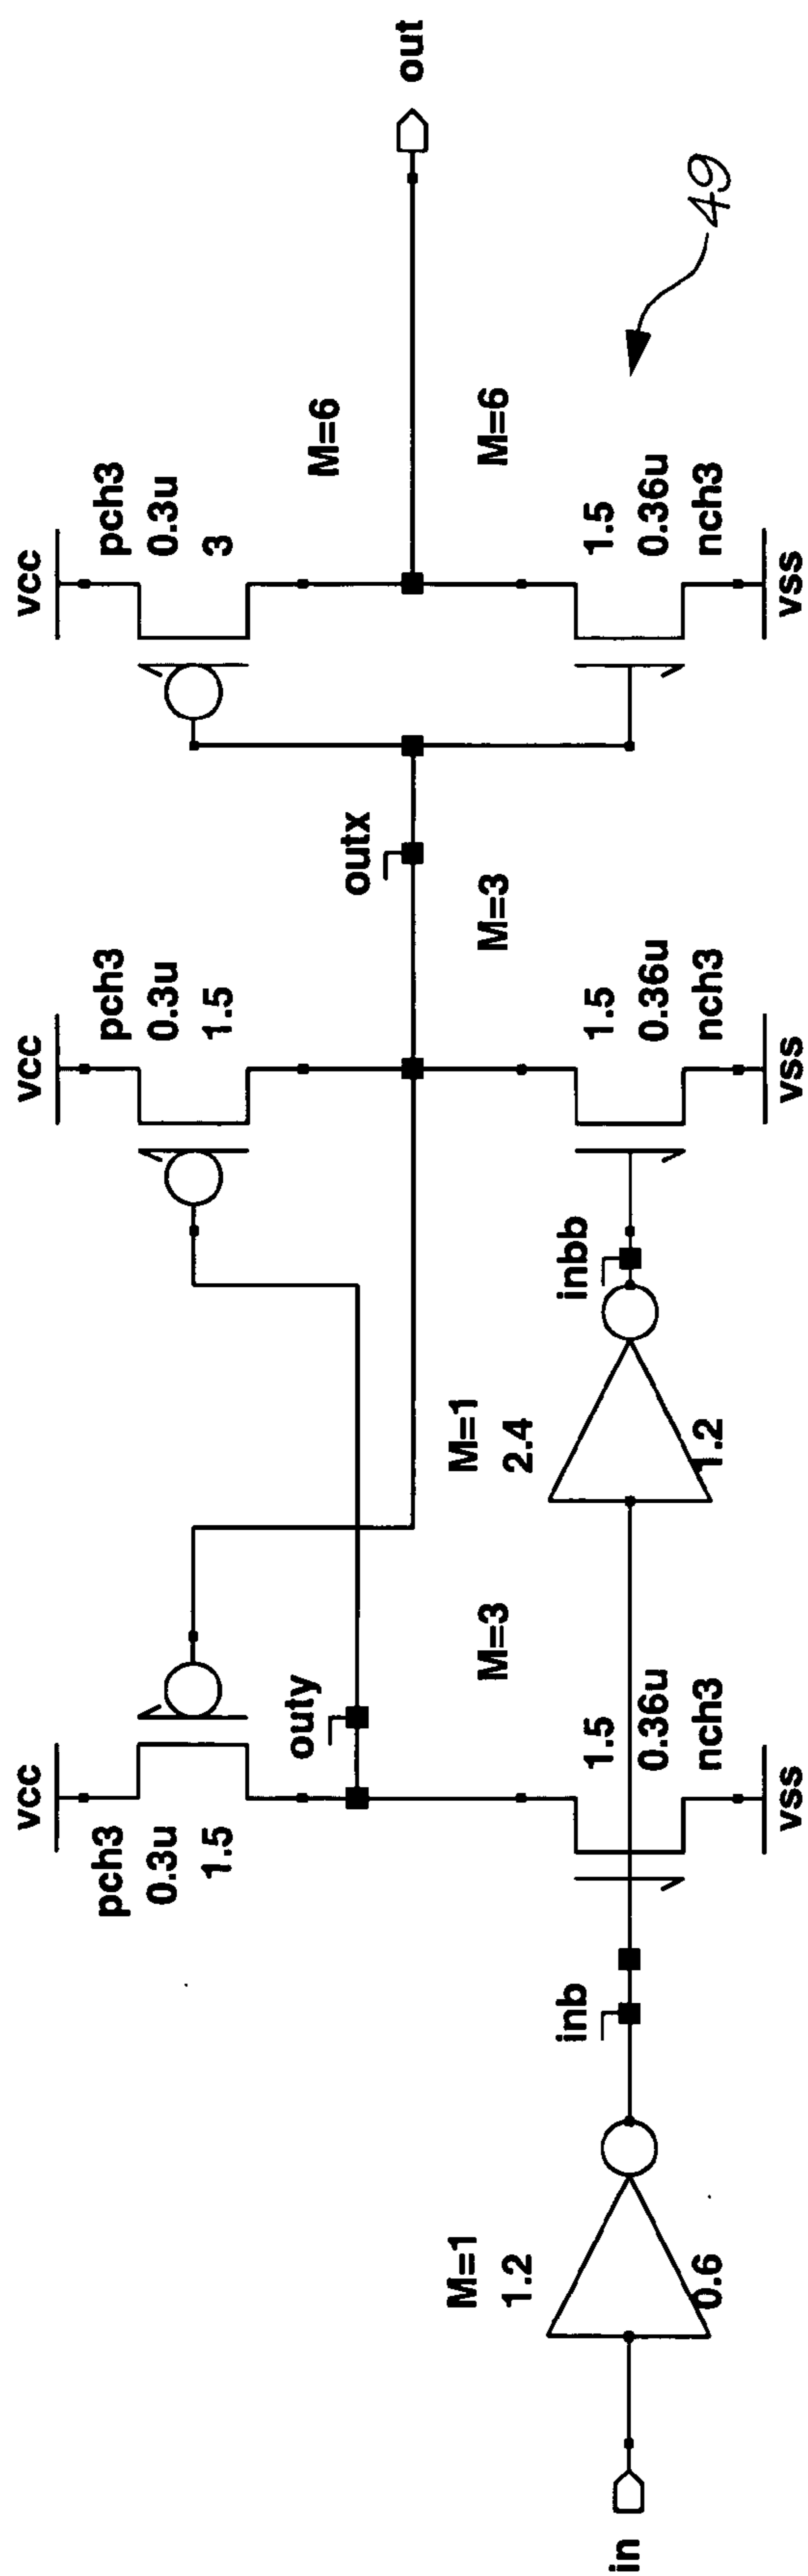 in
M=1
1.2
0.6
inb
vcc
pch3
0.3u
1.5
outy
M=3
1.5
0.36u
nch3
vss
M=1
2.4
1.2
inbb
vcc
pch3
0.3u
1.5
M=3
1.5
0.36u
nch3
vss
outx
vcc
pch3
0.3u
3
M=6
M=6
1.5
0.36u
nch3
vss
out
49